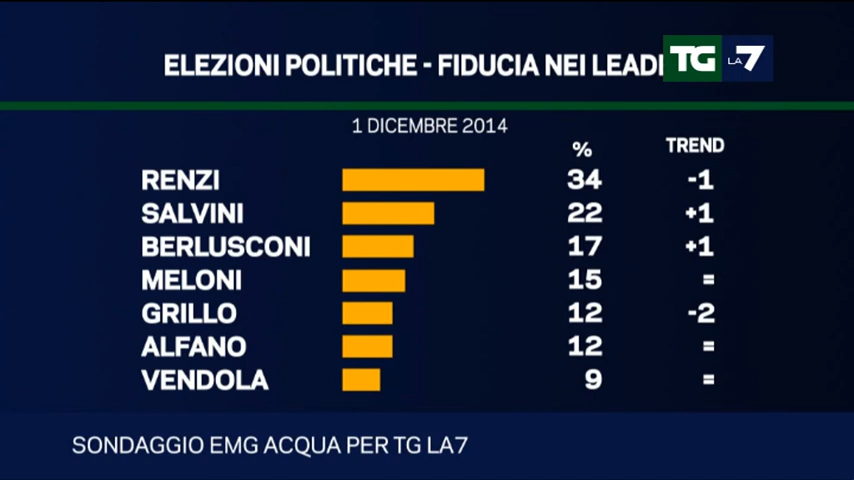 ELEZIONI POLITICHE - FIDUCIA NEI
TG LA7
1 DICEMBRE 2014
% TREND
RENZI 34 -1
SALVINI 22 +1
BERLUSCONI 17 +1
MELONI 15 =
GRILLO 12 -2
ALFANO 12 =
VENDOLA 9 =
SONDAGGIO EMG ACQUA PER TG LA7